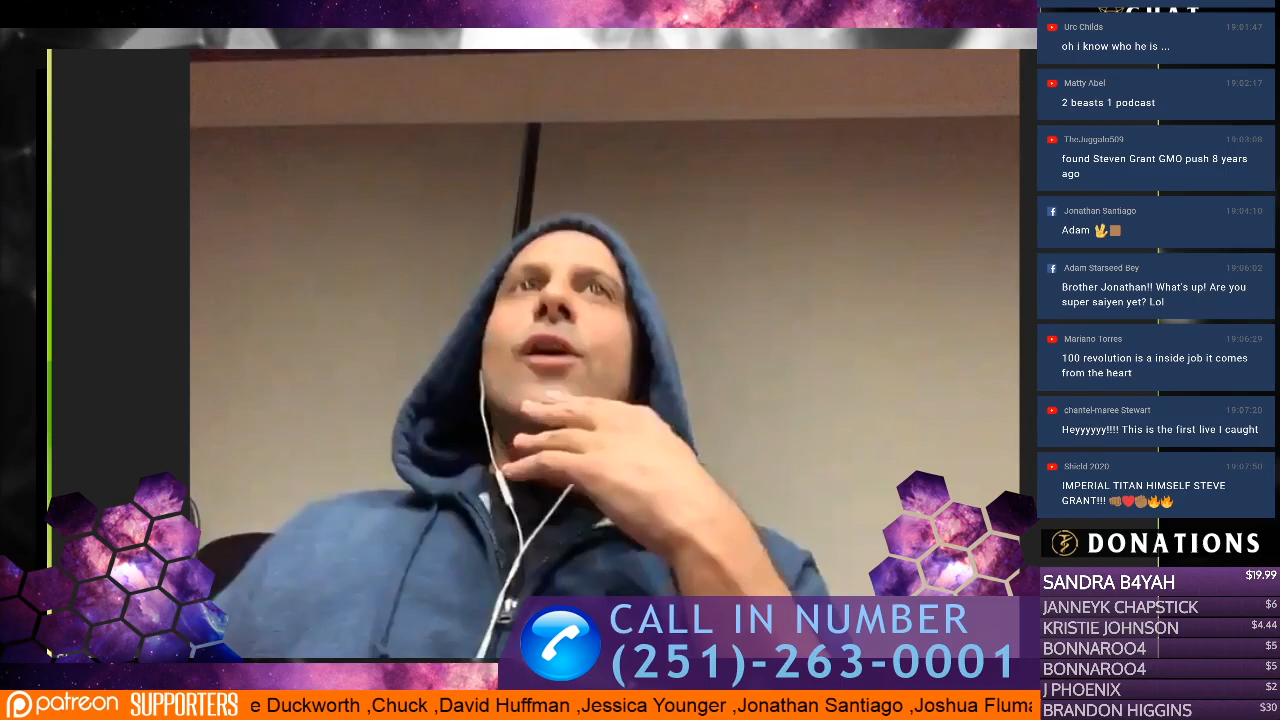 CHAT
Urc Childs 19:01:47
oh i know who he is ...
Matty Abel 19:02:17
2 beasts 1 podcast
TheJuggalo509 19:03:08
found Steven Grant GMO push 8 years
ago
Jonathan Santiago 19:04:10
Adam
Adam Starseed Bey 19:06:02
Brother Jonathan!! What's up! Are you
super saiyen yet? Lol
Mariano Torres 19:06:29
100 revolution is a inside job it comes
from the heart
chantel-maree Stewart 19:07:20
Heyyyyyy!!!! This is the first live I caught
Shield 2020 19:07:50
IMPERIAL TITAN HIMSELF STEVE
GRANT!!!
DONATIONS
SANDRA B4YAH $19.99
JANNEYK CHAPSTICK $6
KRISTIE JOHNSON $4.44
BONNAROO4 $5
BONNAROO4 $5
J PHOENIX $2
BRANDON HIGGINS $30
CALL IN NUMBER
(251)-263-0001
patreon SUPPORTERS e Duckworth ,Chuck ,David Huffman ,Jessica Younger ,Jonathan Santiago ,Joshua Fluma